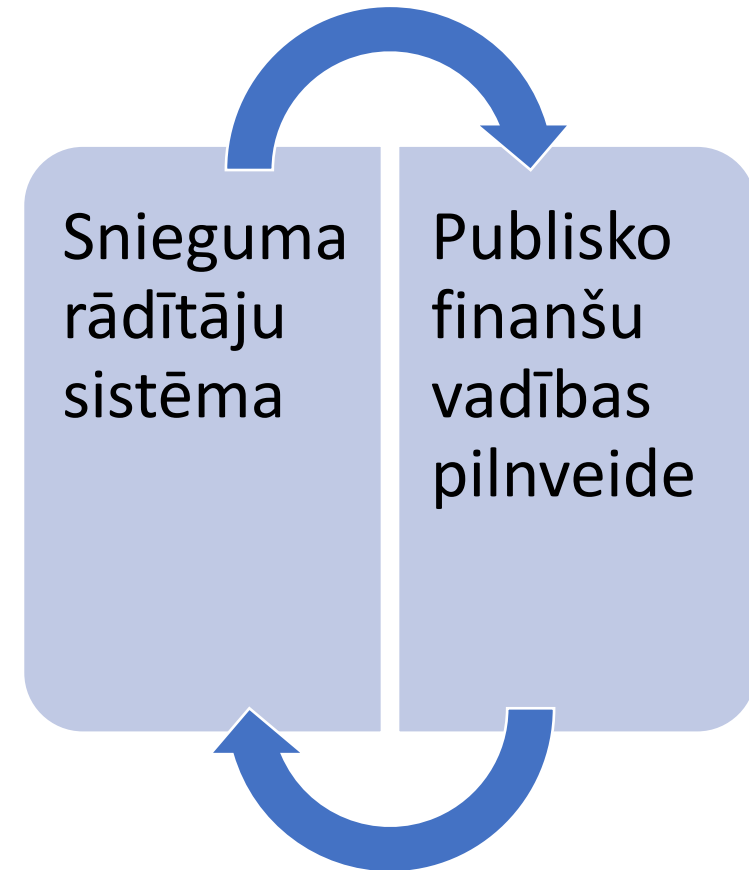 Snieguma
rādītāju
sistēma
Publisko
finanšu
vadības
pilnveide